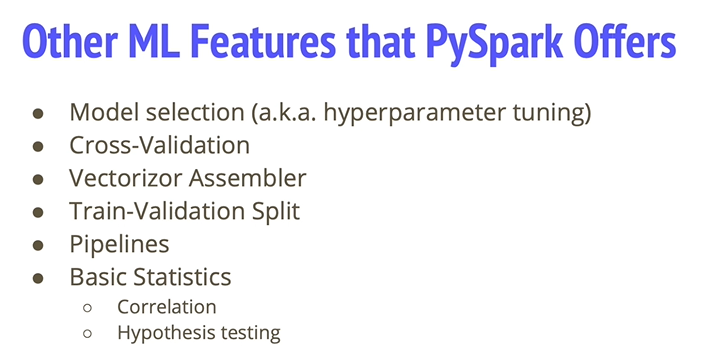 Other ML Features that PySpark Offers
● Model selection (a.k.a. hyperparameter tuning)
● Cross-Validation
● Vectorizor Assembler
● Train-Validation Split
● Pipelines
● Basic Statistics
○ Correlation
○ Hypothesis testing